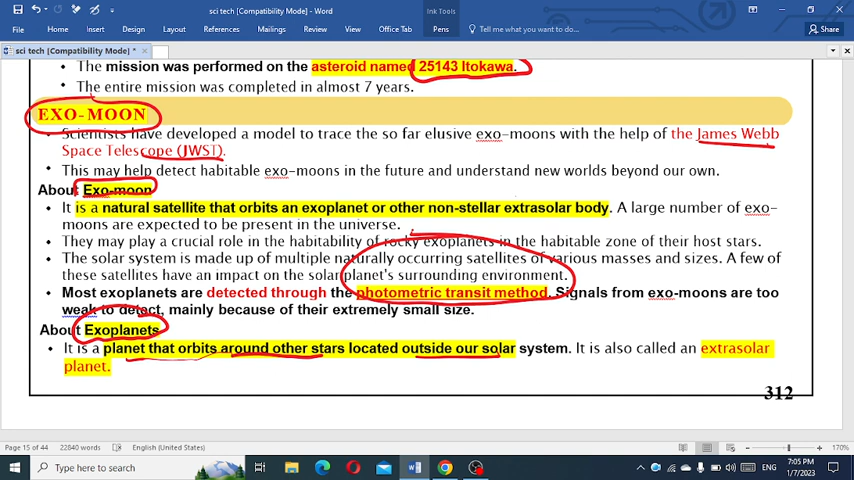 sci tech [Compatibility Mode] - Word
Ink Tools
File Home Insert Design Layout References Mailings Review View Office Tab Pens Tell me what you want to do... Sign in Share
sci tech [Compatibility Mode] *
• The mission was performed on the asteroid named 25143 Itokawa.
• The entire mission was completed in almost 7 years.
EXO-MOON
• Scientists have developed a model to trace the so far elusive exo-moons with the help of the James Webb
Space Telescope (JWST).
• This may help detect habitable exo-moons in the future and understand new worlds beyond our own.
About Exo-moon
• It is a natural satellite that orbits an exoplanet or other non-stellar extrasolar body. A large number of exo-
moons are expected to be present in the universe.
• They may play a crucial role in the habitability of rocky exoplanets in the habitable zone of their host stars.
• The solar system is made up of multiple naturally occurring satellites of various masses and sizes. A few of
these satellites have an impact on the solar planet's surrounding environment.
• Most exoplanets are detected through the photometric transit method. Signals from exo-moons are too
weak to detect, mainly because of their extremely small size.
About Exoplanets
• It is a planet that orbits around other stars located outside our solar system. It is also called an extrasolar
planet.
312
Page 15 of 44 22840 words English (United States) 170%
Type here to search
ENG
7:05 PM
1/7/2023